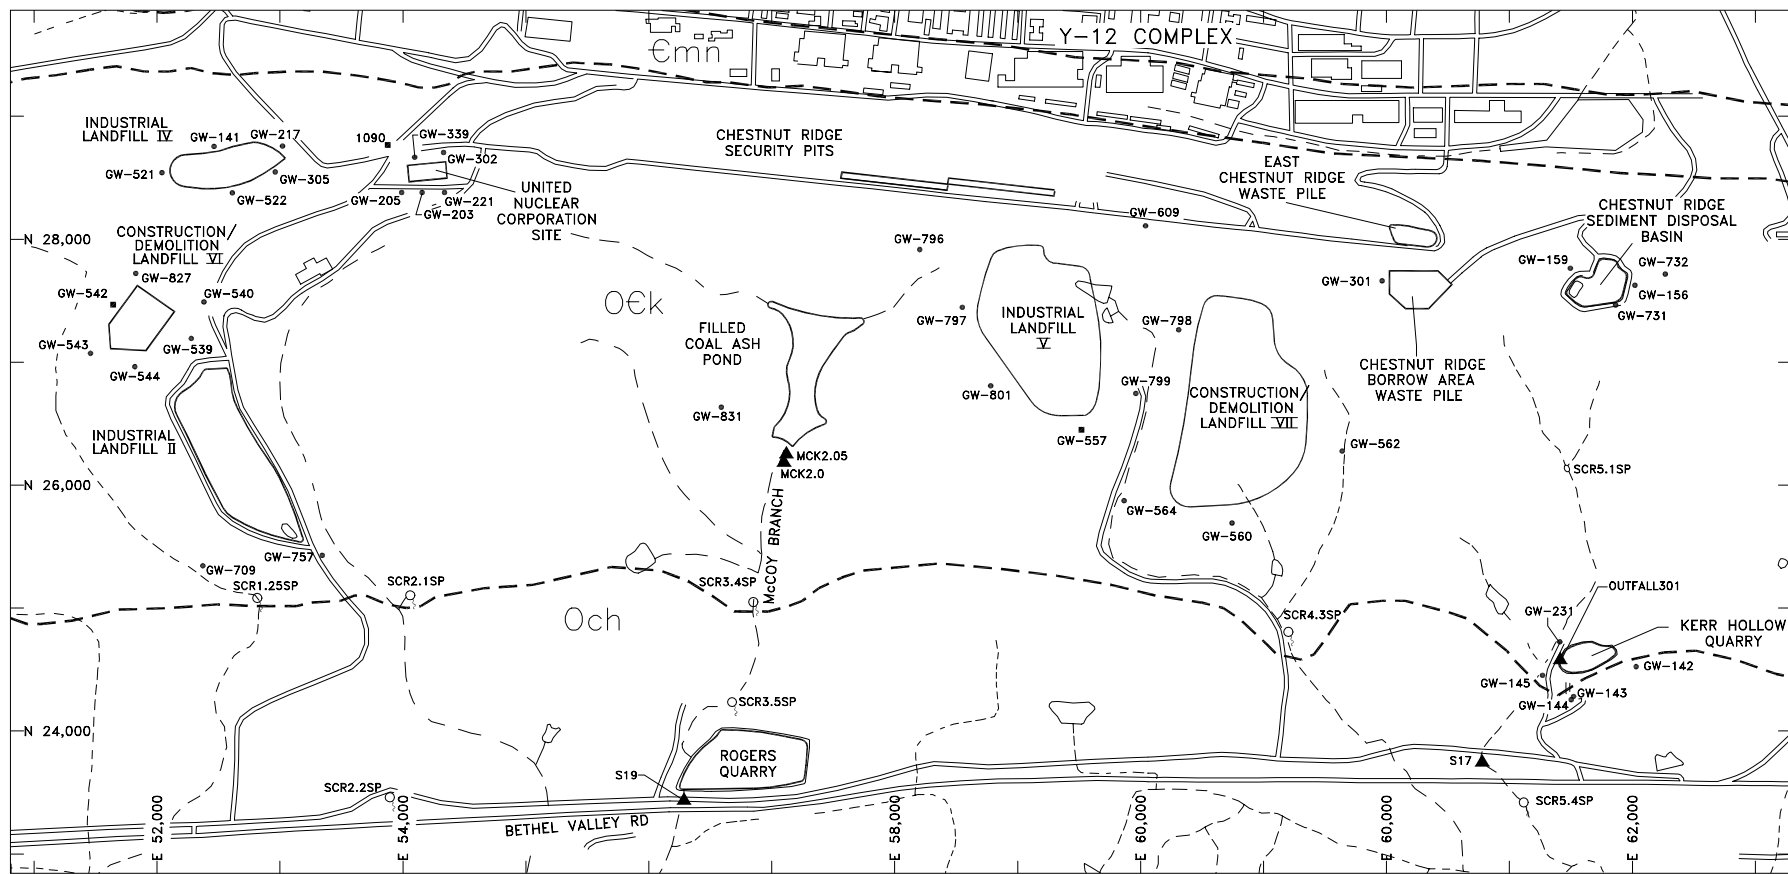 Y-12 COMPLEX
Єmn
INDUSTRIAL
LANDFILL IV
GW-141
GW-217
1090
GW-339
GW-302
CHESTNUT RIDGE
SECURITY PITS
EAST
CHESTNUT RIDGE
WASTE PILE
GW-521
GW-305
GW-522
GW-205
GW-221
GW-203
UNITED
NUCLEAR
CORPORATION
SITE
GW-609
CHESTNUT RIDGE
SEDIMENT DISPOSAL
BASIN
N 28,000
CONSTRUCTION/
DEMOLITION
LANDFILL VI
GW-827
GW-796
GW-159
GW-732
GW-301
GW-156
GW-731
GW-542
GW-540
OЄk
GW-797
INDUSTRIAL
LANDFILL
V
GW-798
FILLED
COAL ASH
POND
GW-543
GW-539
GW-544
CHESTNUT RIDGE
BORROW AREA
WASTE PILE
GW-799
GW-801
CONSTRUCTION/
DEMOLITION
LANDFILL VII
GW-831
INDUSTRIAL
LANDFILL II
GW-557
GW-562
MCK2.05
MCK2.0
SCR5.1SP
N 26,000
McCOY BRANCH
GW-564
GW-560
GW-757
GW-709
SCR1.25SP
SCR2.1SP
SCR3.4SP
OUTFALL301
Och
SCR4.3SP
GW-231
KERR HOLLOW
QUARRY
GW-142
GW-145
GW-143
GW-144
SCR3.5SP
N 24,000
ROGERS
QUARRY
S19
S17
SCR2.2SP
SCR5.4SP
BETHEL VALLEY RD
E 52,000
E 54,000
E 58,000
E 60,000
E 60,000
E 62,000